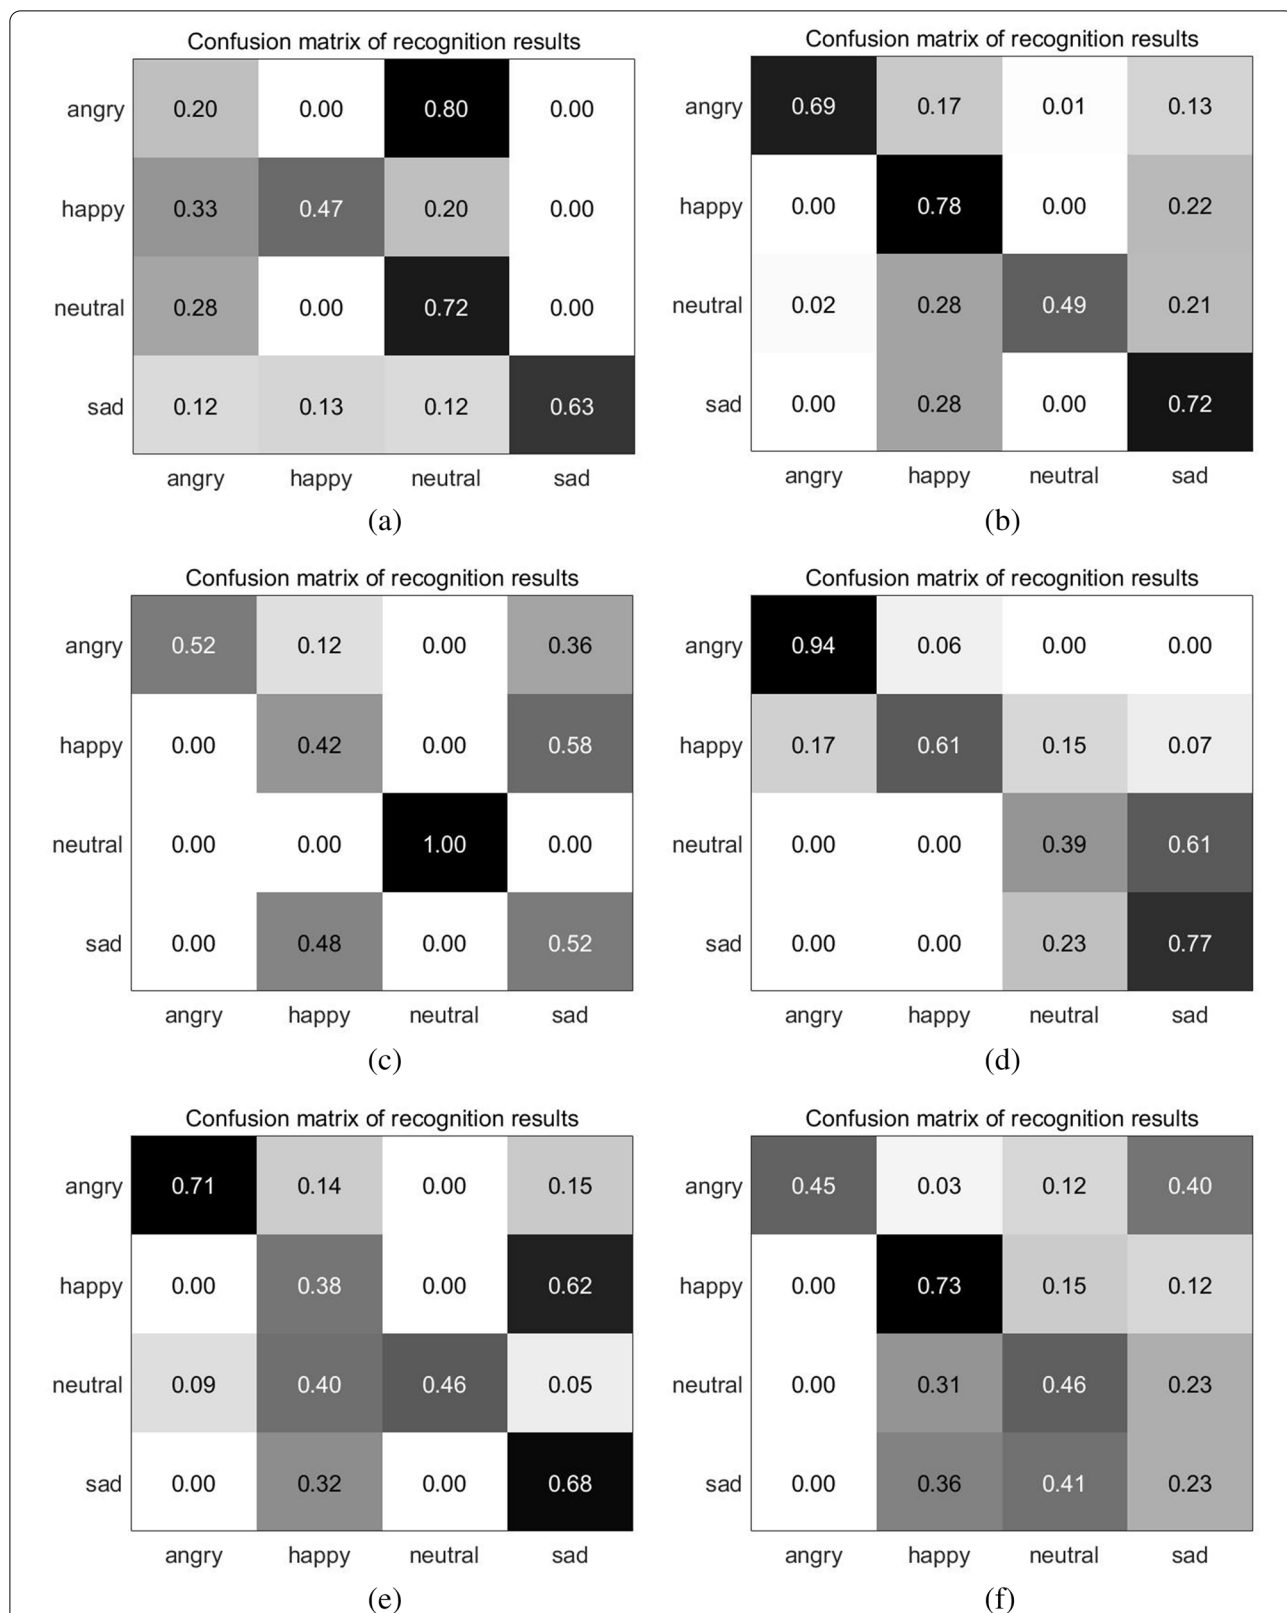 Confusion matrix of recognition results
angry 0.20 0.00 0.80 0.00
happy 0.33 0.47 0.20 0.00
neutral 0.28 0.00 0.72 0.00
sad 0.12 0.13 0.12 0.63
angry happy neutral sad
(a)
Confusion matrix of recognition results
angry 0.69 0.17 0.01 0.13
happy 0.00 0.78 0.00 0.22
neutral 0.02 0.28 0.49 0.21
sad 0.00 0.28 0.00 0.72
angry happy neutral sad
(b)
Confusion matrix of recognition results
angry 0.52 0.12 0.00 0.36
happy 0.00 0.42 0.00 0.58
neutral 0.00 0.00 1.00 0.00
sad 0.00 0.48 0.00 0.52
angry happy neutral sad
(c)
Confusion matrix of recognition results
angry 0.94 0.06 0.00 0.00
happy 0.17 0.61 0.15 0.07
neutral 0.00 0.00 0.39 0.61
sad 0.00 0.00 0.23 0.77
angry happy neutral sad
(d)
Confusion matrix of recognition results
angry 0.71 0.14 0.00 0.15
happy 0.00 0.38 0.00 0.62
neutral 0.09 0.40 0.46 0.05
sad 0.00 0.32 0.00 0.68
angry happy neutral sad
(e)
Confusion matrix of recognition results
angry 0.45 0.03 0.12 0.40
happy 0.00 0.73 0.15 0.12
neutral 0.00 0.31 0.46 0.23
sad 0.00 0.36 0.41 0.23
angry happy neutral sad
(f)